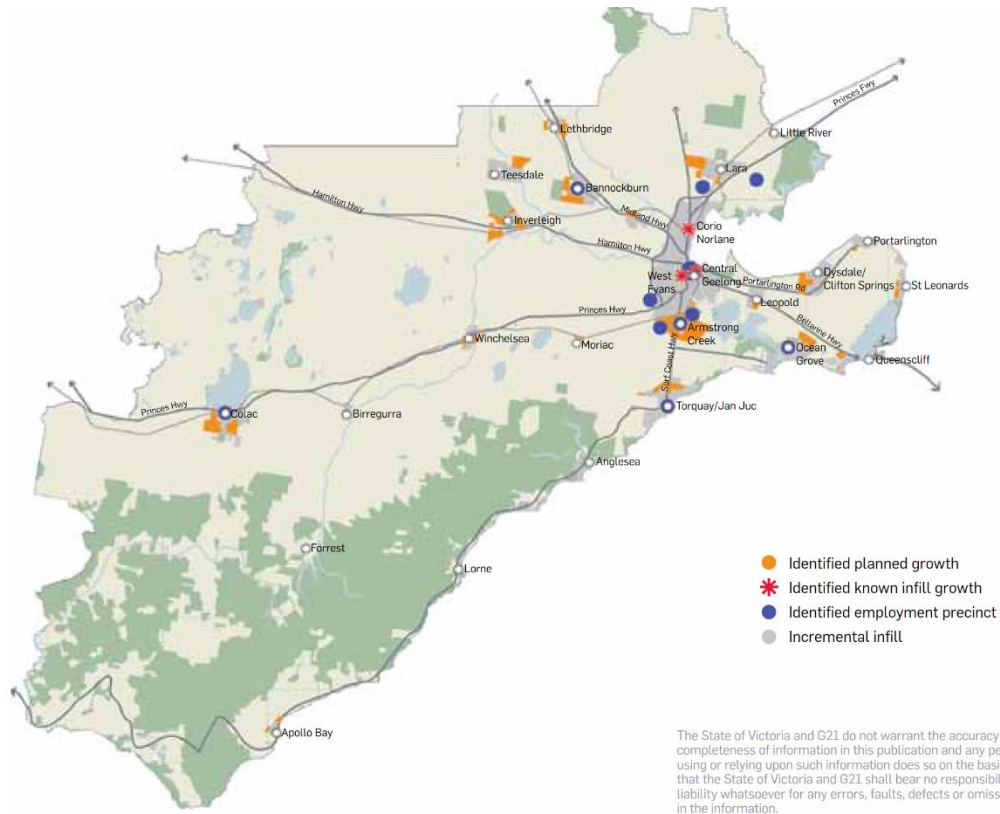 Princes Fwy
Lethbridge
Little River
Teesdale
Lara
Bannockburn
Hamilton Hwy
Inverleigh
Midland Hwy
Corio
Norlane
Hamilton Hwy
Portarlington
West
Fyans
Central
Geelong
Portarlington Rd
Dysdale/
Clifton Springs
St Leonards
Leopold
Princes Hwy
Bellarine Hwy
Armstrong
Creek
Winchelsea
Moriac
Ocean
Grove
Queenscliff
Surf Coast Hwy
Princes Hwy
Colac
Birregurra
Torquay/Jan Juc
Anglesea
Forrest
Lorne
Apollo Bay
Identified planned growth
Identified known infill growth
Identified employment precinct
Incremental infill
The State of Victoria and G21 do not warrant the accuracy
completeness of information in this publication and any pe
using or relying upon such information does so on the basi
that the State of Victoria and G21 shall bear no responsibil
liability whatsoever for any errors, faults, defects or omiss
in the information.